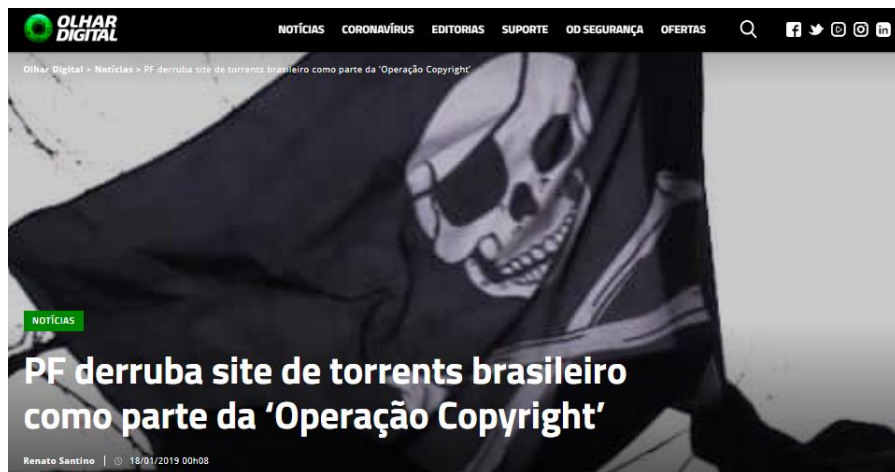 OLHAR
DIGITAL
NOTÍCIAS CORONAVÍRUS EDITORIAS SUPORTE OD SEGURANÇA OFERTAS
Olhar Digital > Notícias > PF derruba site de torrents brasileiro como parte da ‘Operação Copyright’
NOTÍCIAS
PF derruba site de torrents brasileiro
como parte da ‘Operação Copyright’
Renato Santino | 18/01/2019 00h08